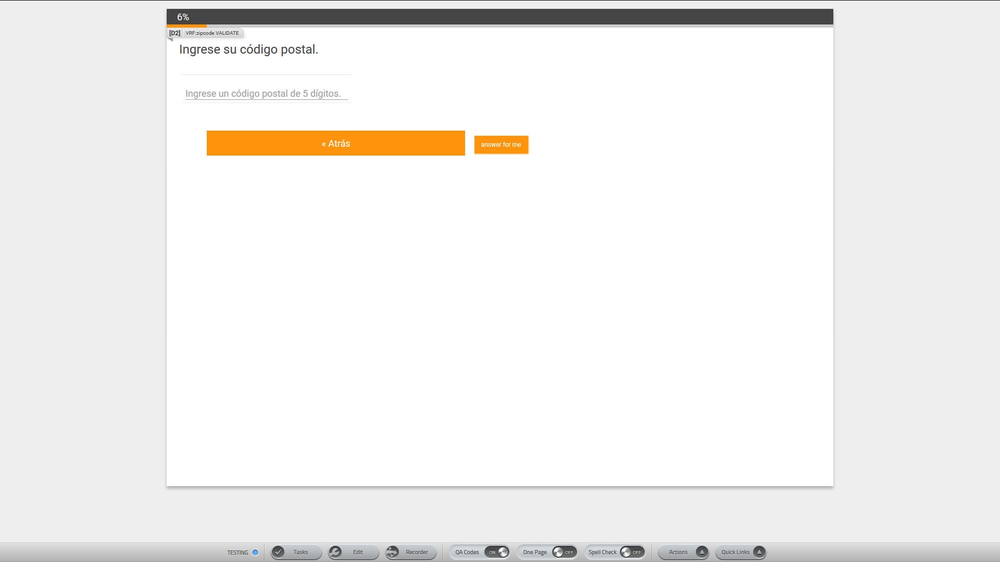 6%
[D2] VRF:zipcode VALIDATE
Ingrese su código postal.
Ingrese un código postal de 5 dígitos.
« Atrás
answer for me
TESTING Tasks Edit Recorder QA Codes ON One Page OFF Spell Check OFF Actions Quick Links